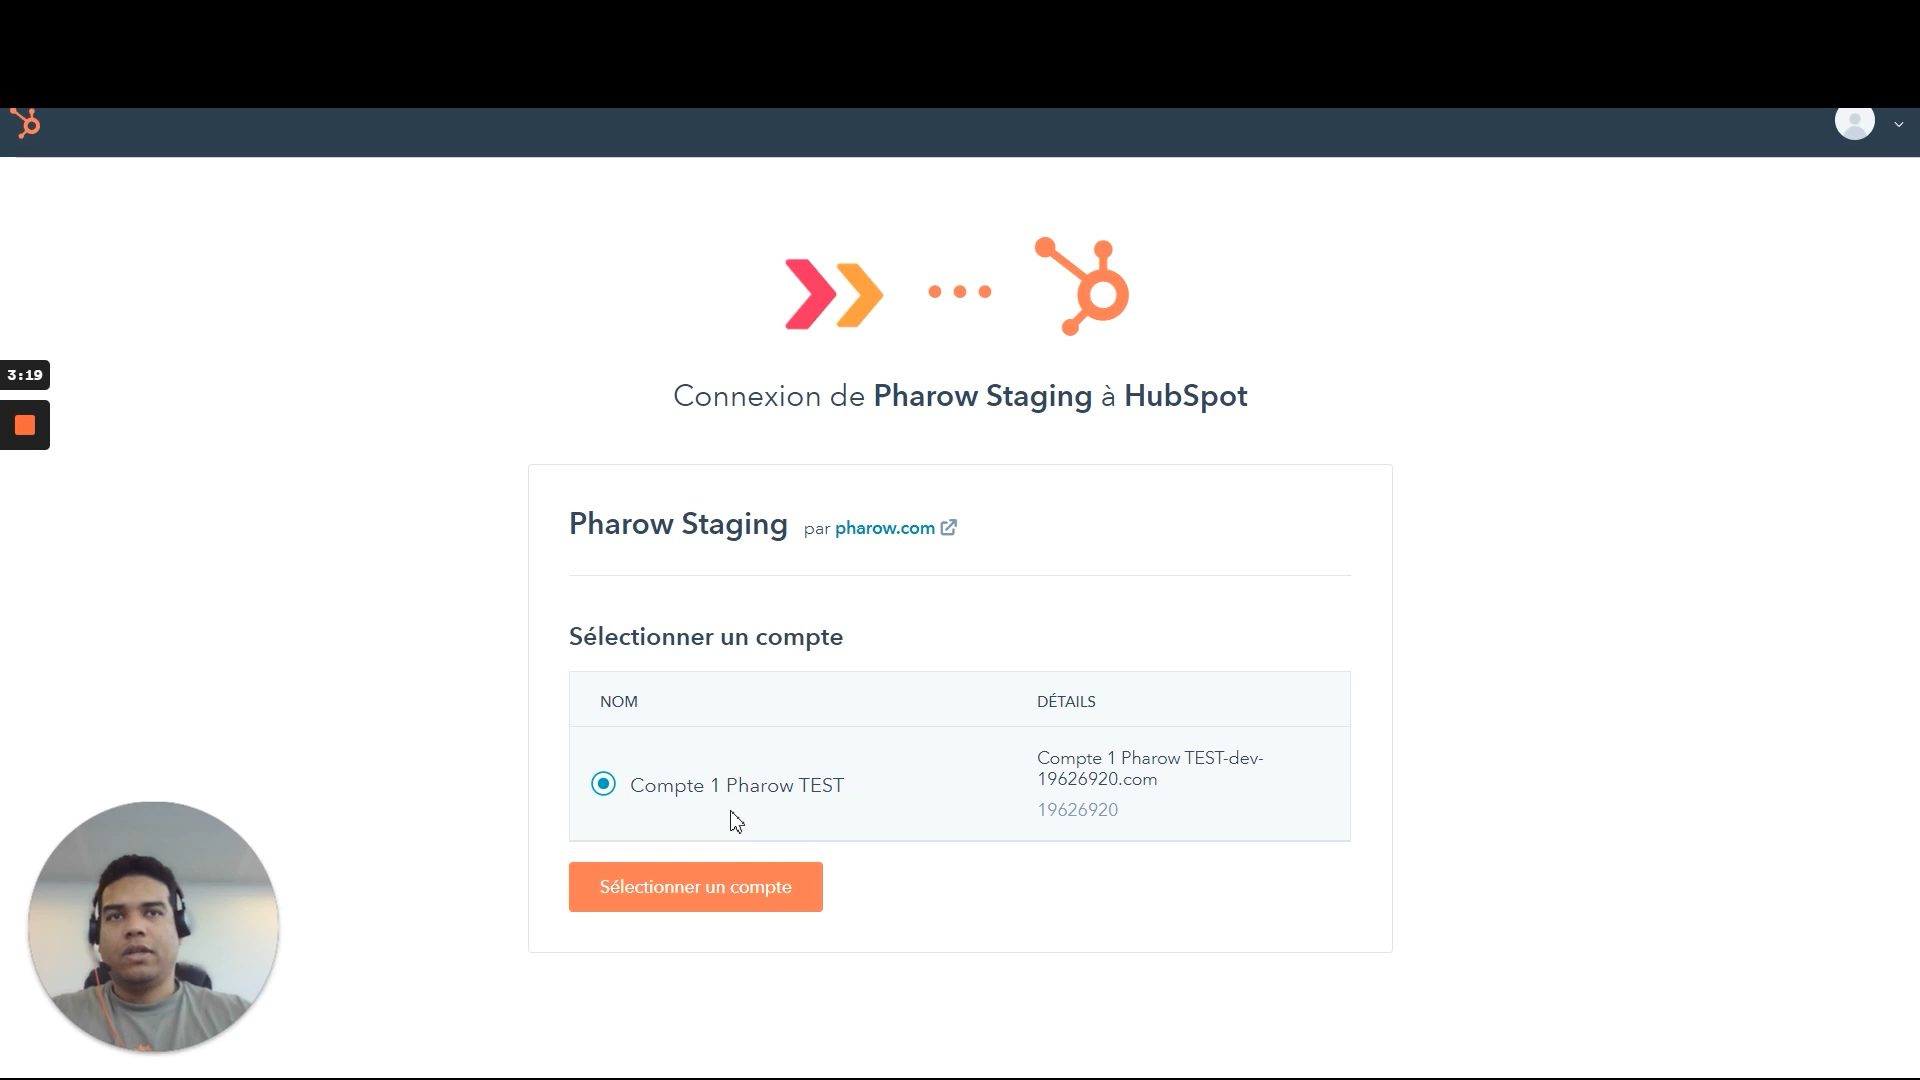 3:19
Connexion de Pharow Staging à HubSpot
Pharow Staging par pharow.com
Sélectionner un compte
NOM DÉTAILS
Compte 1 Pharow TEST
Compte 1 Pharow TEST-dev-
19626920.com
19626920
Sélectionner un compte